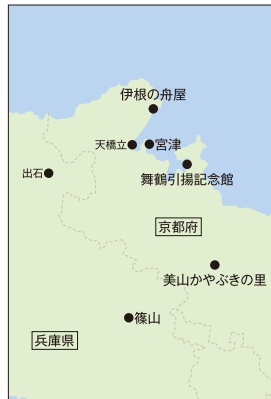 伊根の舟屋
天橋立
宮津
出石
舞鶴引揚記念館
京都府
美山かやぶきの里
篠山
兵庫県